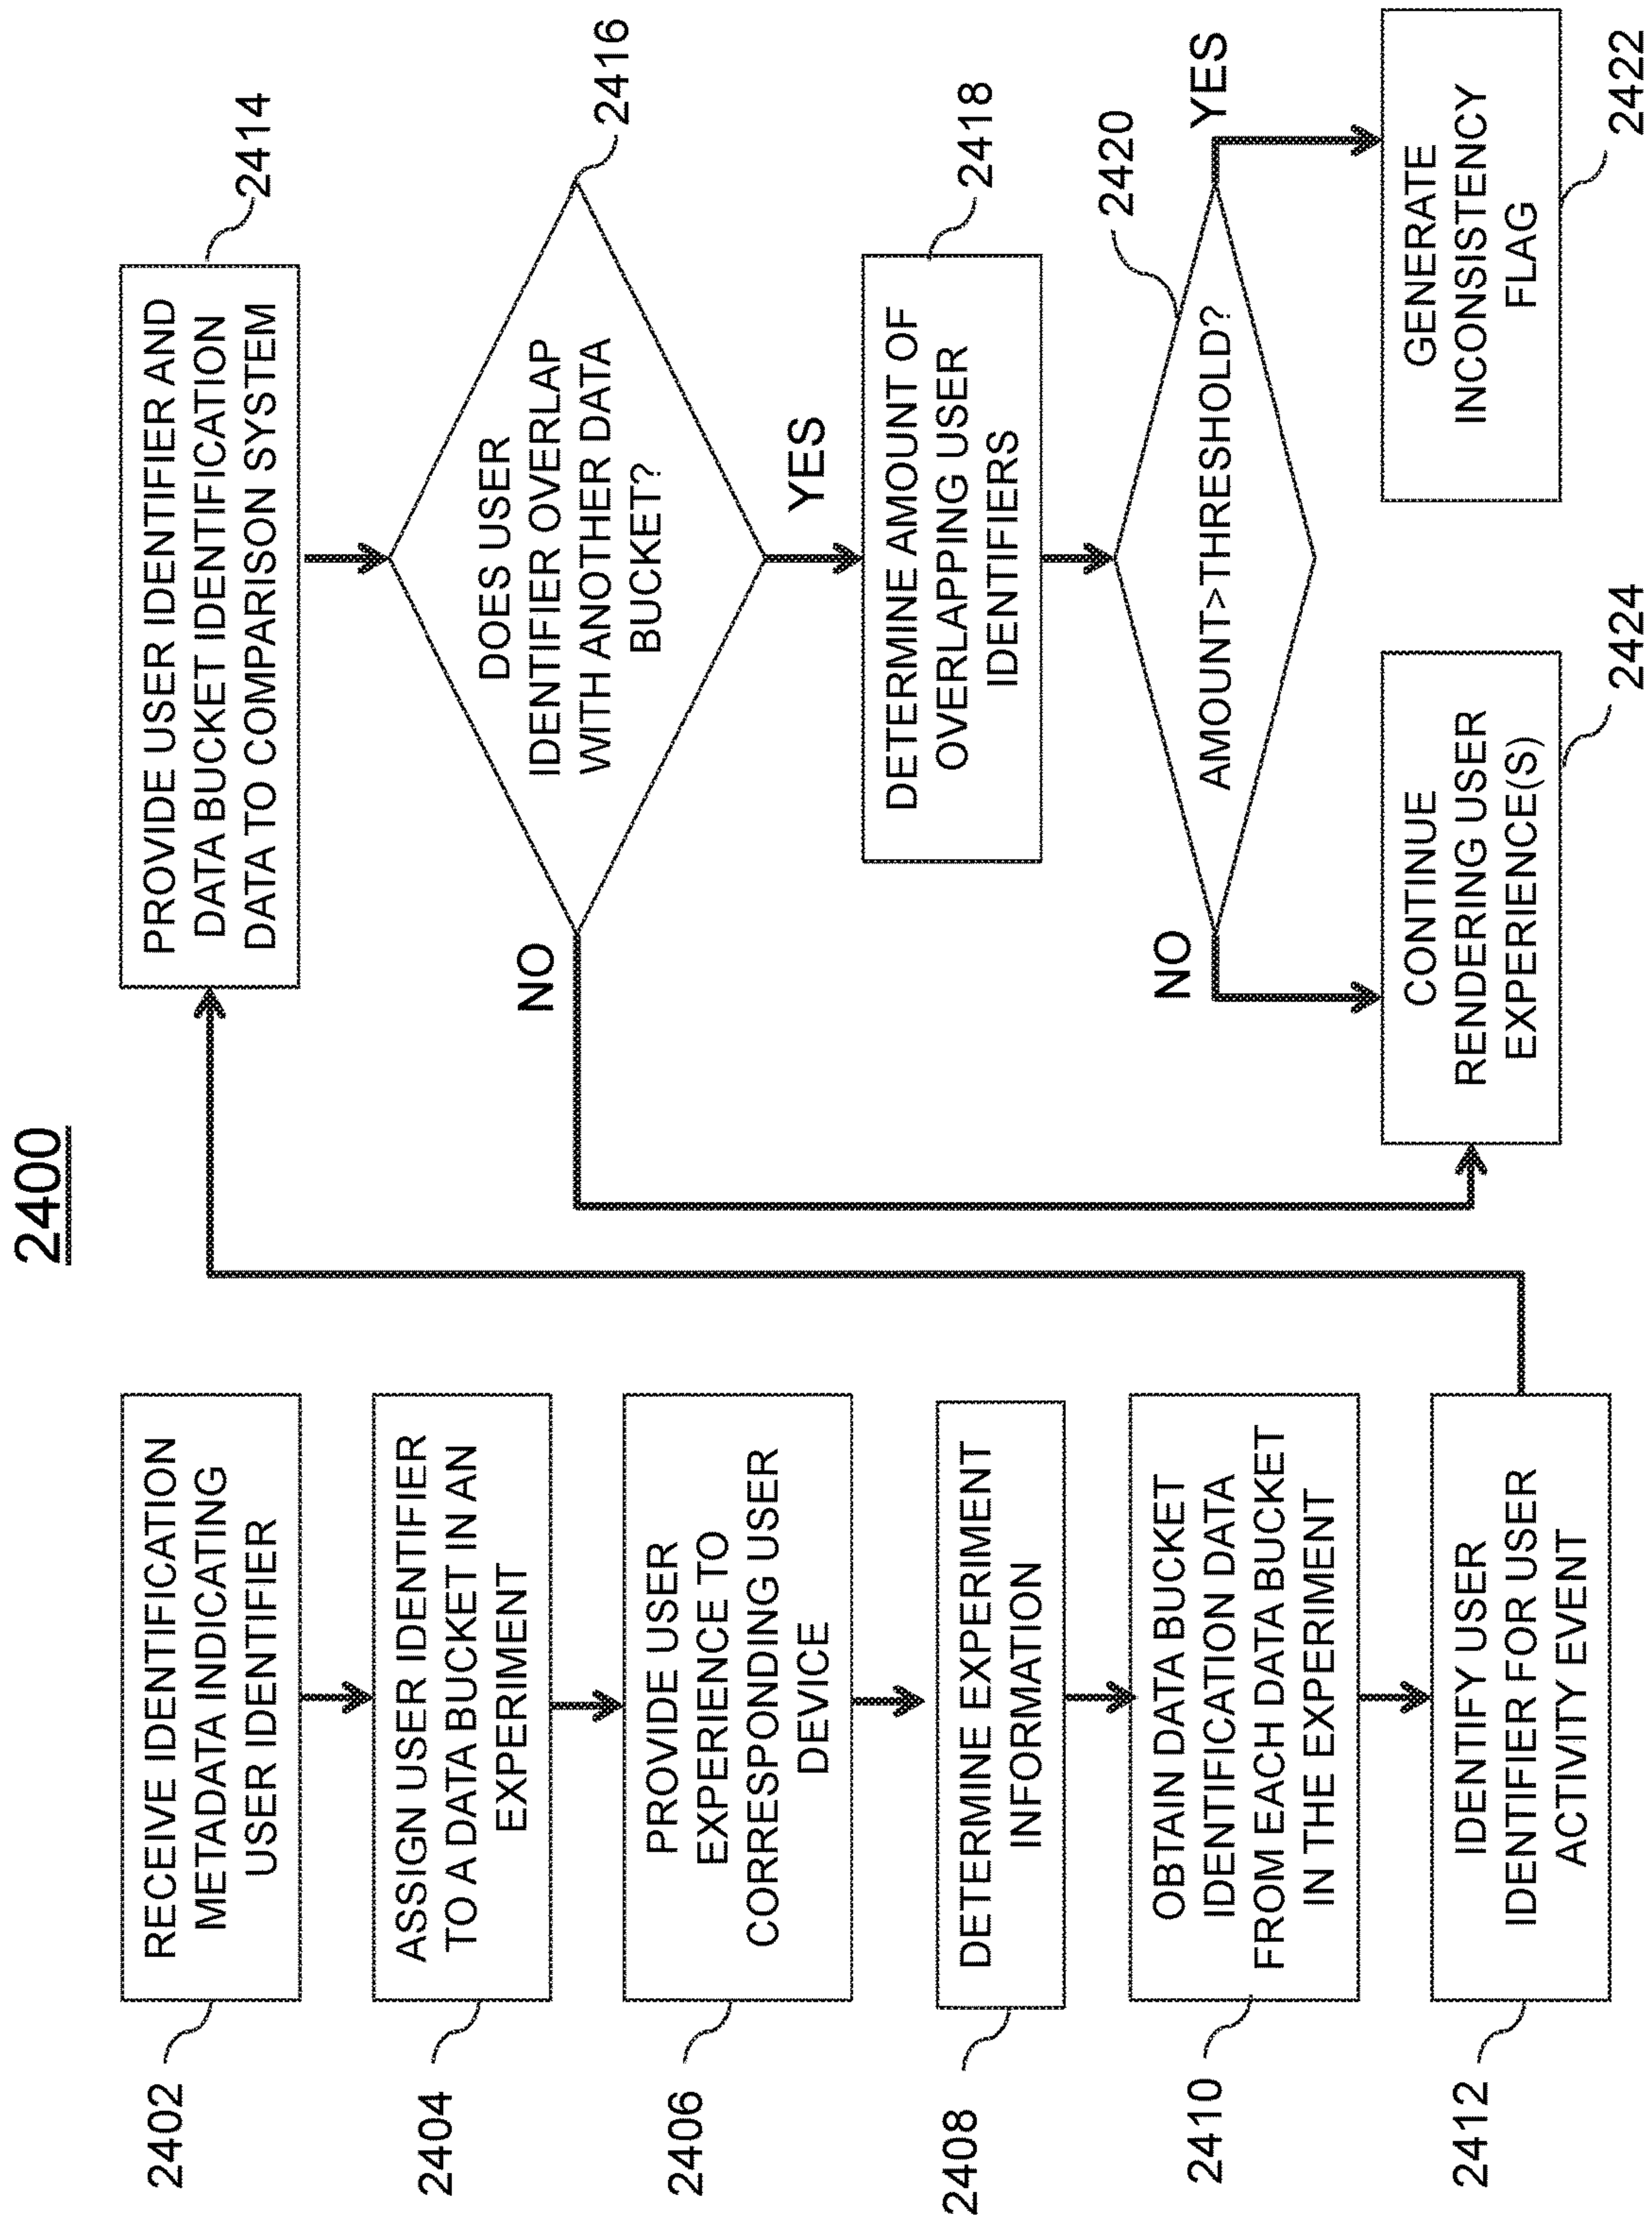 2400
2402
RECEIVE IDENTIFICATION
METADATA INDICATING
USER IDENTIFIER
2404
ASSIGN USER IDENTIFIER
TO A DATA BUCKET IN AN
EXPERIMENT
2406
PROVIDE USER
EXPERIENCE TO
CORRESPONDING USER
DEVICE
2408
DETERMINE EXPERIMENT
INFORMATION
2410
OBTAIN DATA BUCKET
IDENTIFICATION DATA
FROM EACH DATA BUCKET
IN THE EXPERIMENT
2412
IDENTIFY USER
IDENTIFIER FOR USER
ACTIVITY EVENT
2414
PROVIDE USER IDENTIFIER AND
DATA BUCKET IDENTIFICATION
DATA TO COMPARISON SYSTEM
2416
DOES USER
IDENTIFIER OVERLAP
WITH ANOTHER DATA
BUCKET?
NO
YES
2418
DETERMINE AMOUNT OF
OVERLAPPING USER
IDENTIFIERS
2420
AMOUNT>THRESHOLD?
NO
YES
CONTINUE
RENDERING USER
EXPERIENCE(S)
2424
GENERATE
INCONSISTENCY
FLAG
2422